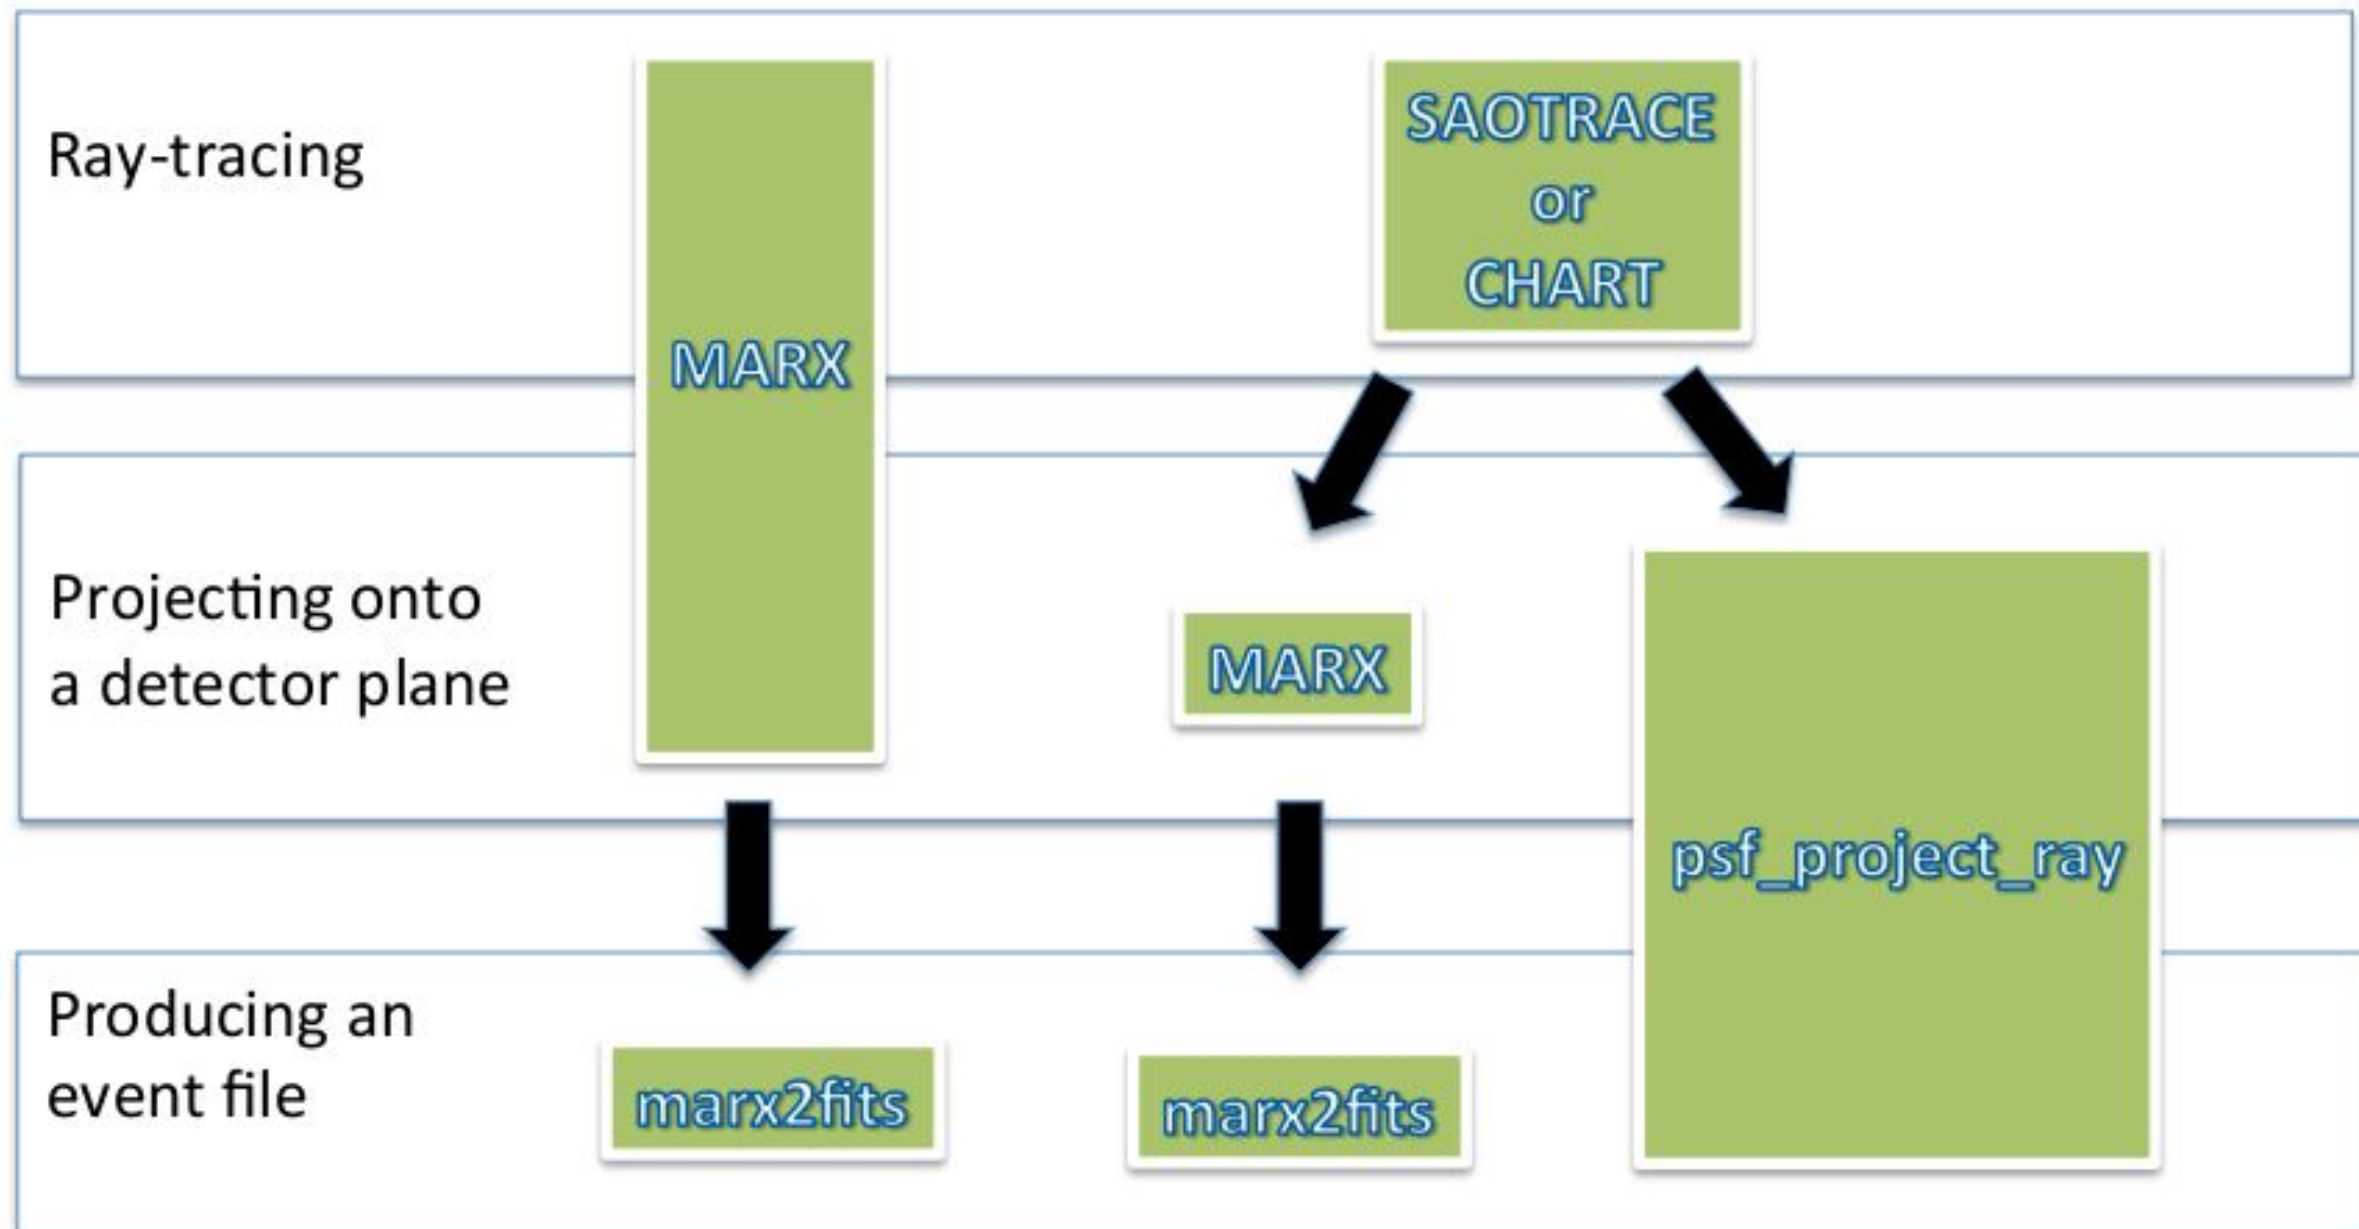 Ray-tracing
MARX
SAOTRACE
or
CHART
Projecting onto
a detector plane
MARX
psf_project_ray
Producing an
event file
marx2fits
marx2fits